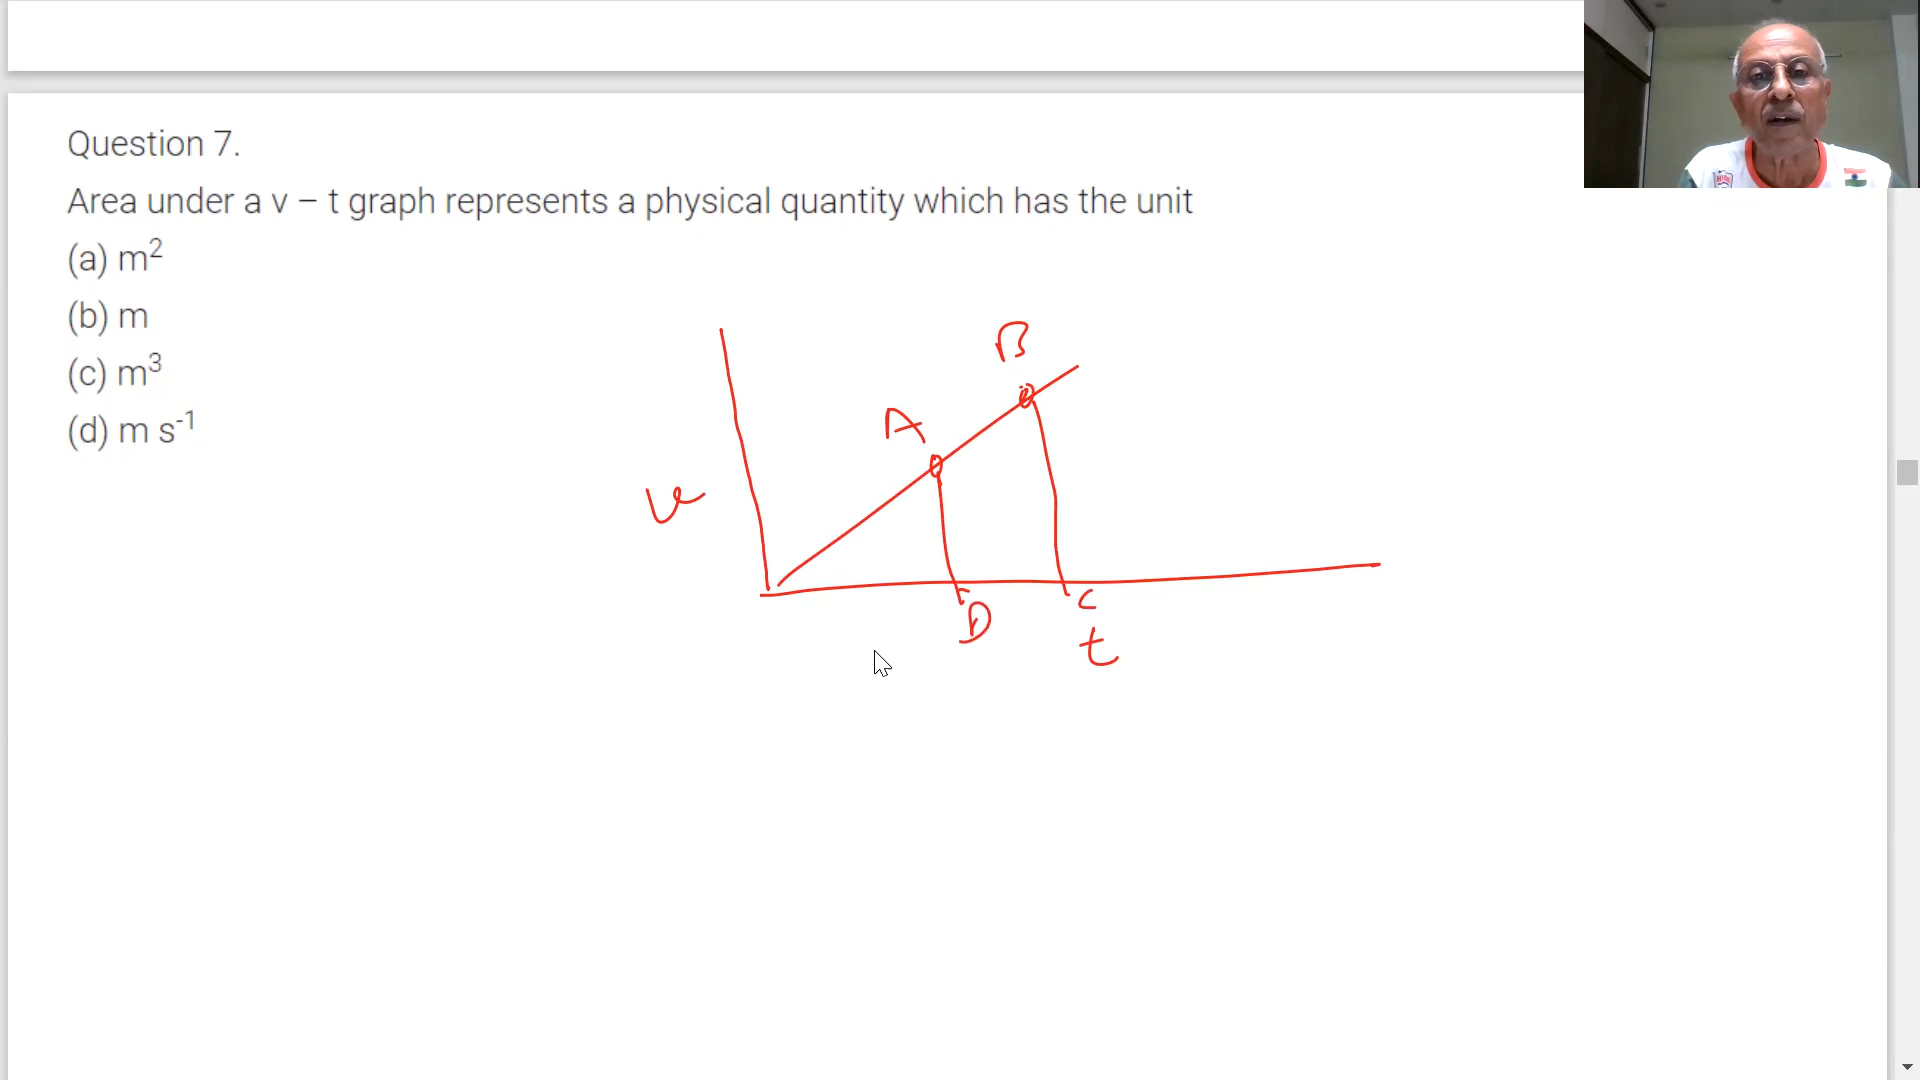 Question 7.
Area under a v – t graph represents a physical quantity which has the unit
(a) m²
(b) m
(c) m³
(d) m s⁻¹
B
A
v
D
C
t